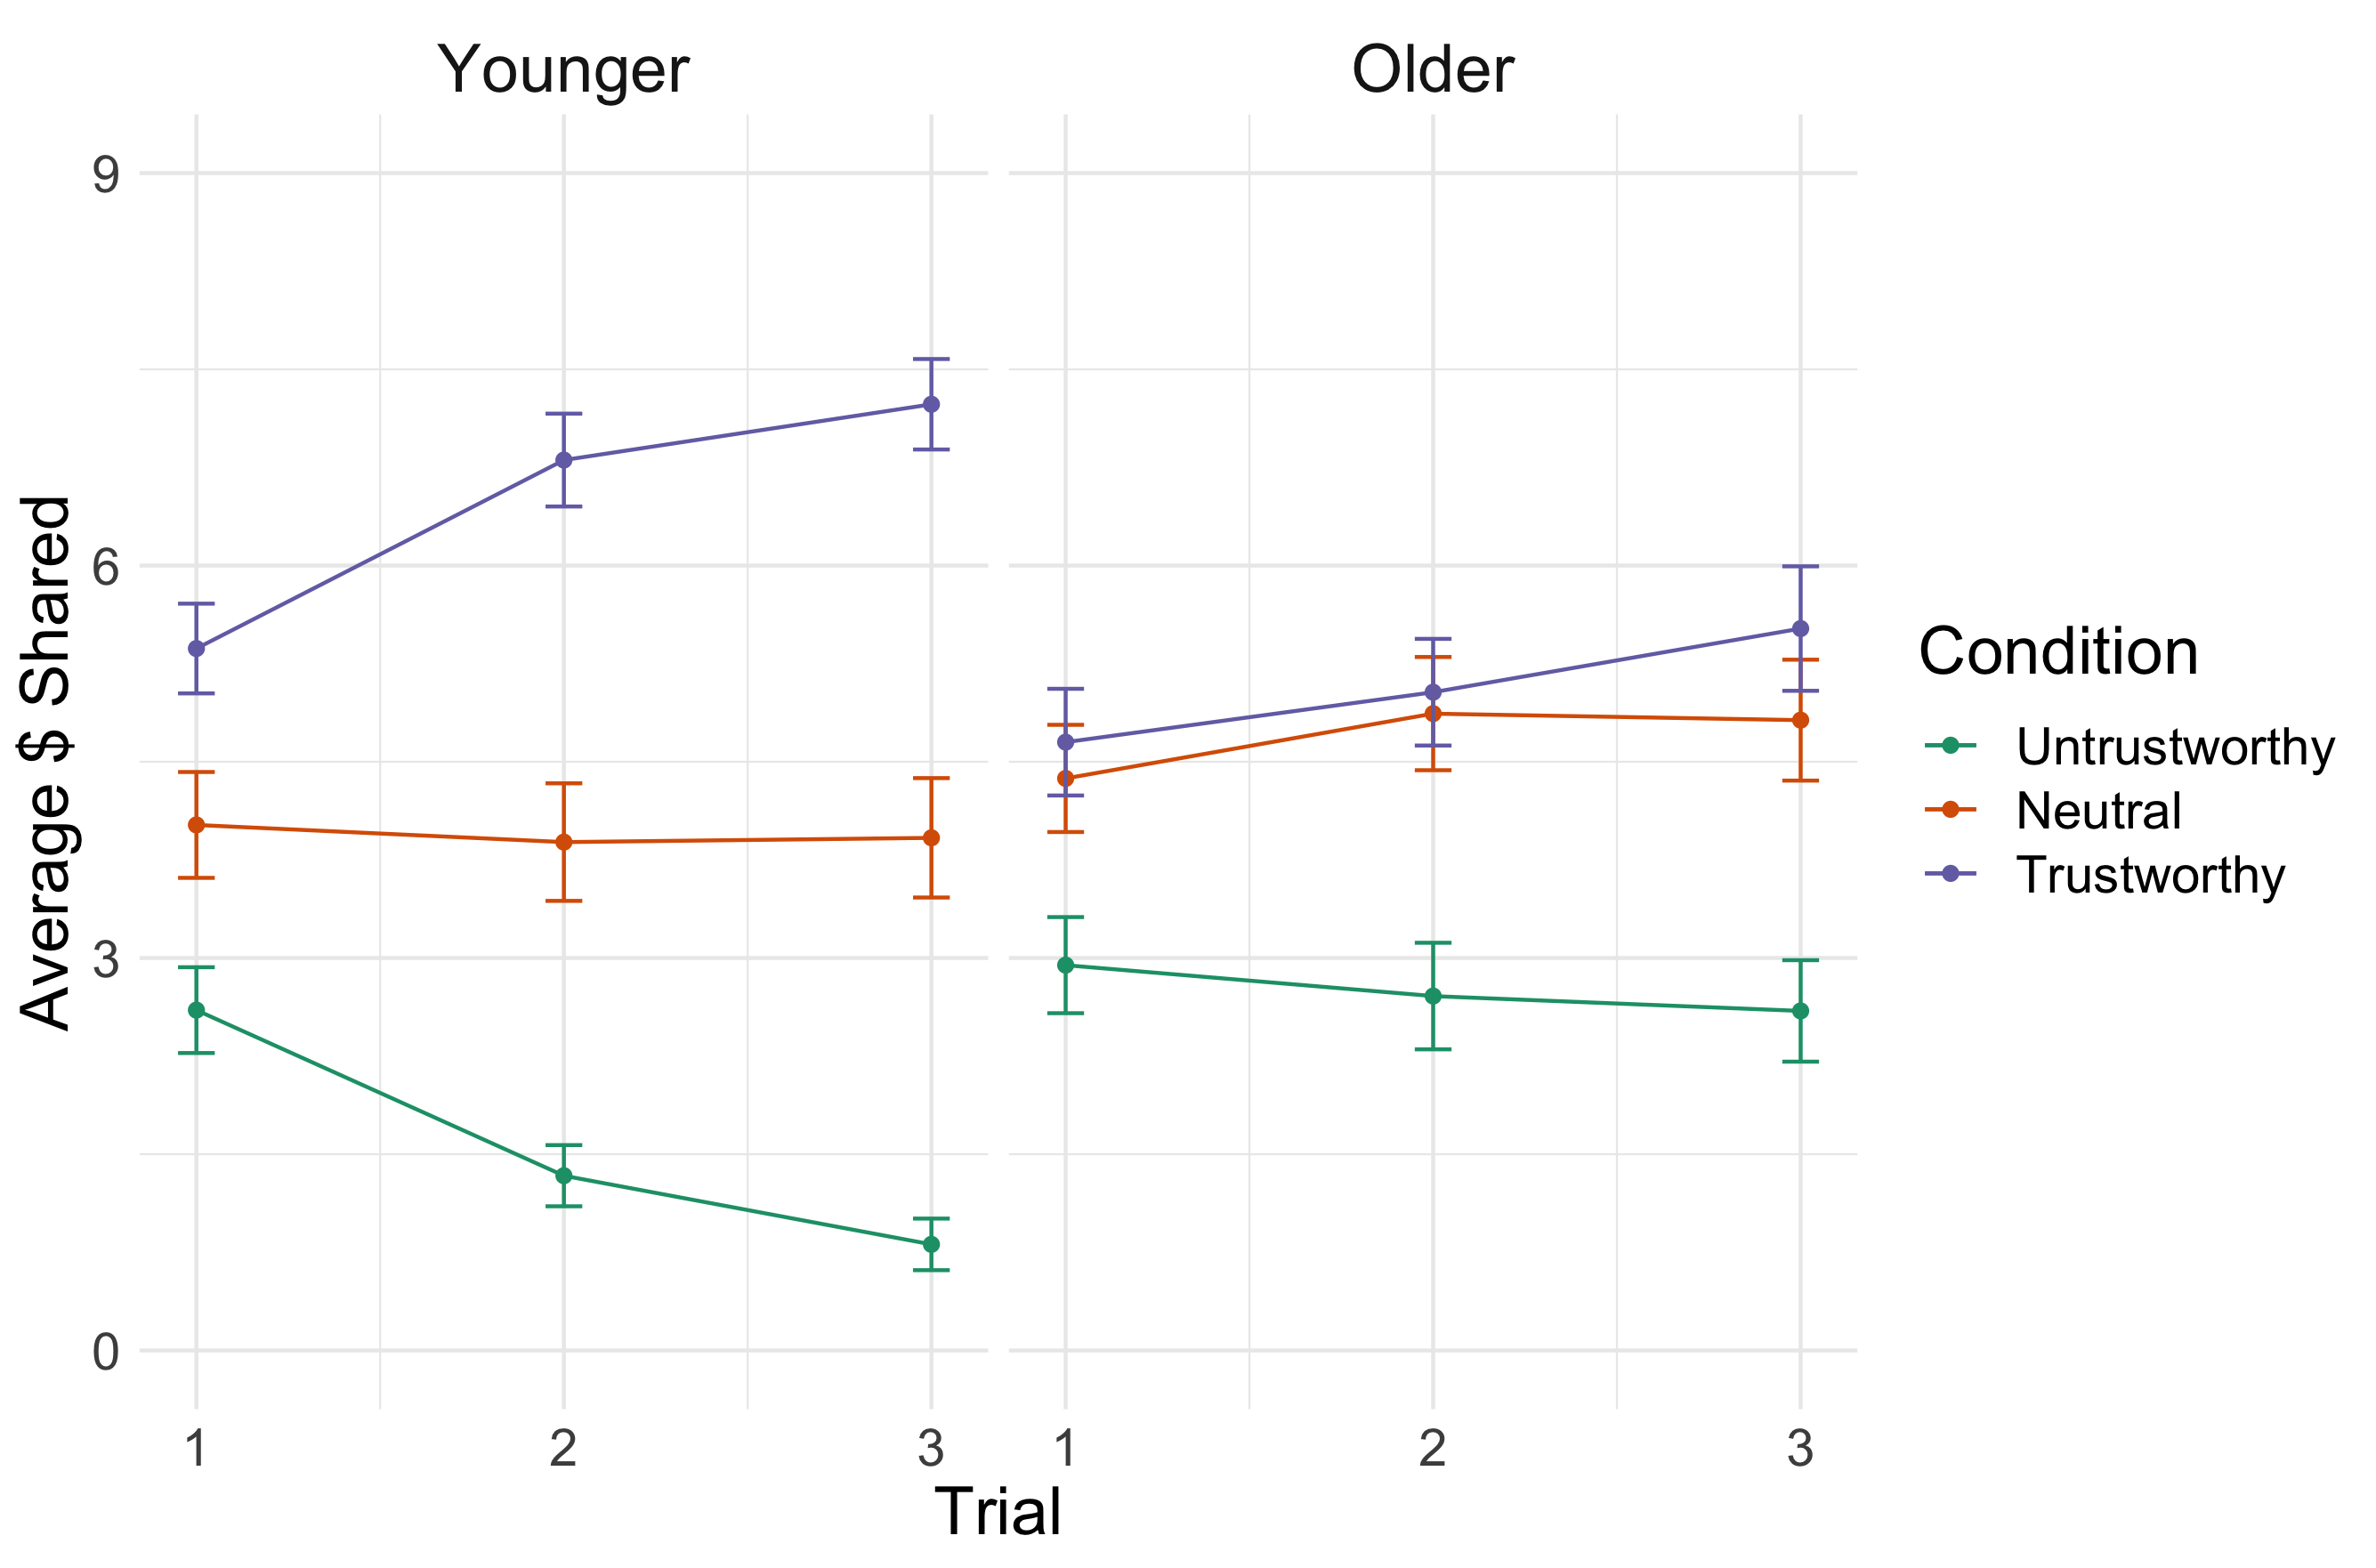 Younger
Older
9
6
3
0
Average $ Shared
1
2
3
1
2
3
Trial
Condition
Untrustworthy
Neutral
Trustworthy